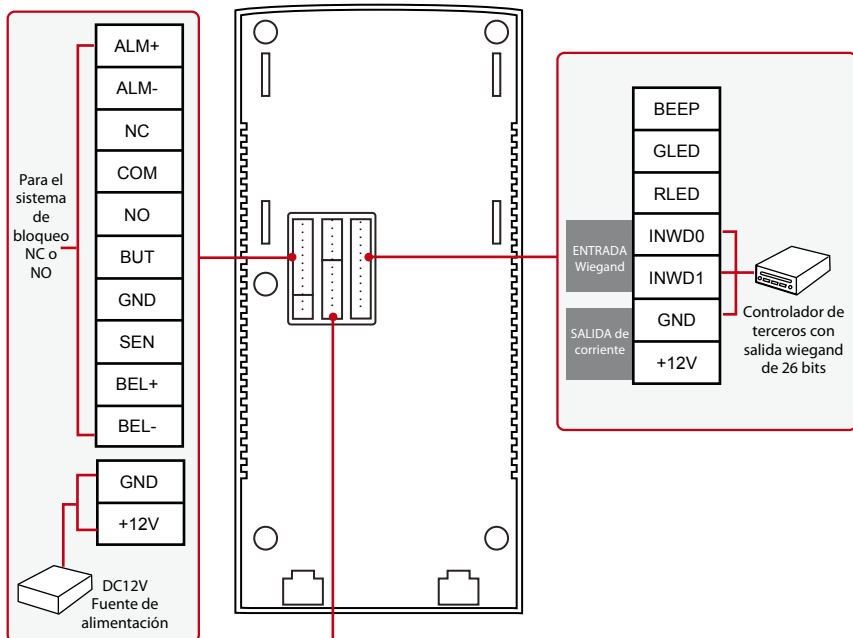 ALM+
ALM-
NC
COM
NO
BUT
GND
SEN
BEL+
BEL-
Para el
sistema
de
bloqueo
NC o
NO
GND
+12V
DC12V
Fuente de
alimentación
BEEP
GLED
RLED
INWD0
INWD1
GND
+12V
ENTRADA
Wiegand
SALIDA de
corriente
Controlador de
terceros con
salida wiegand
de 26 bits